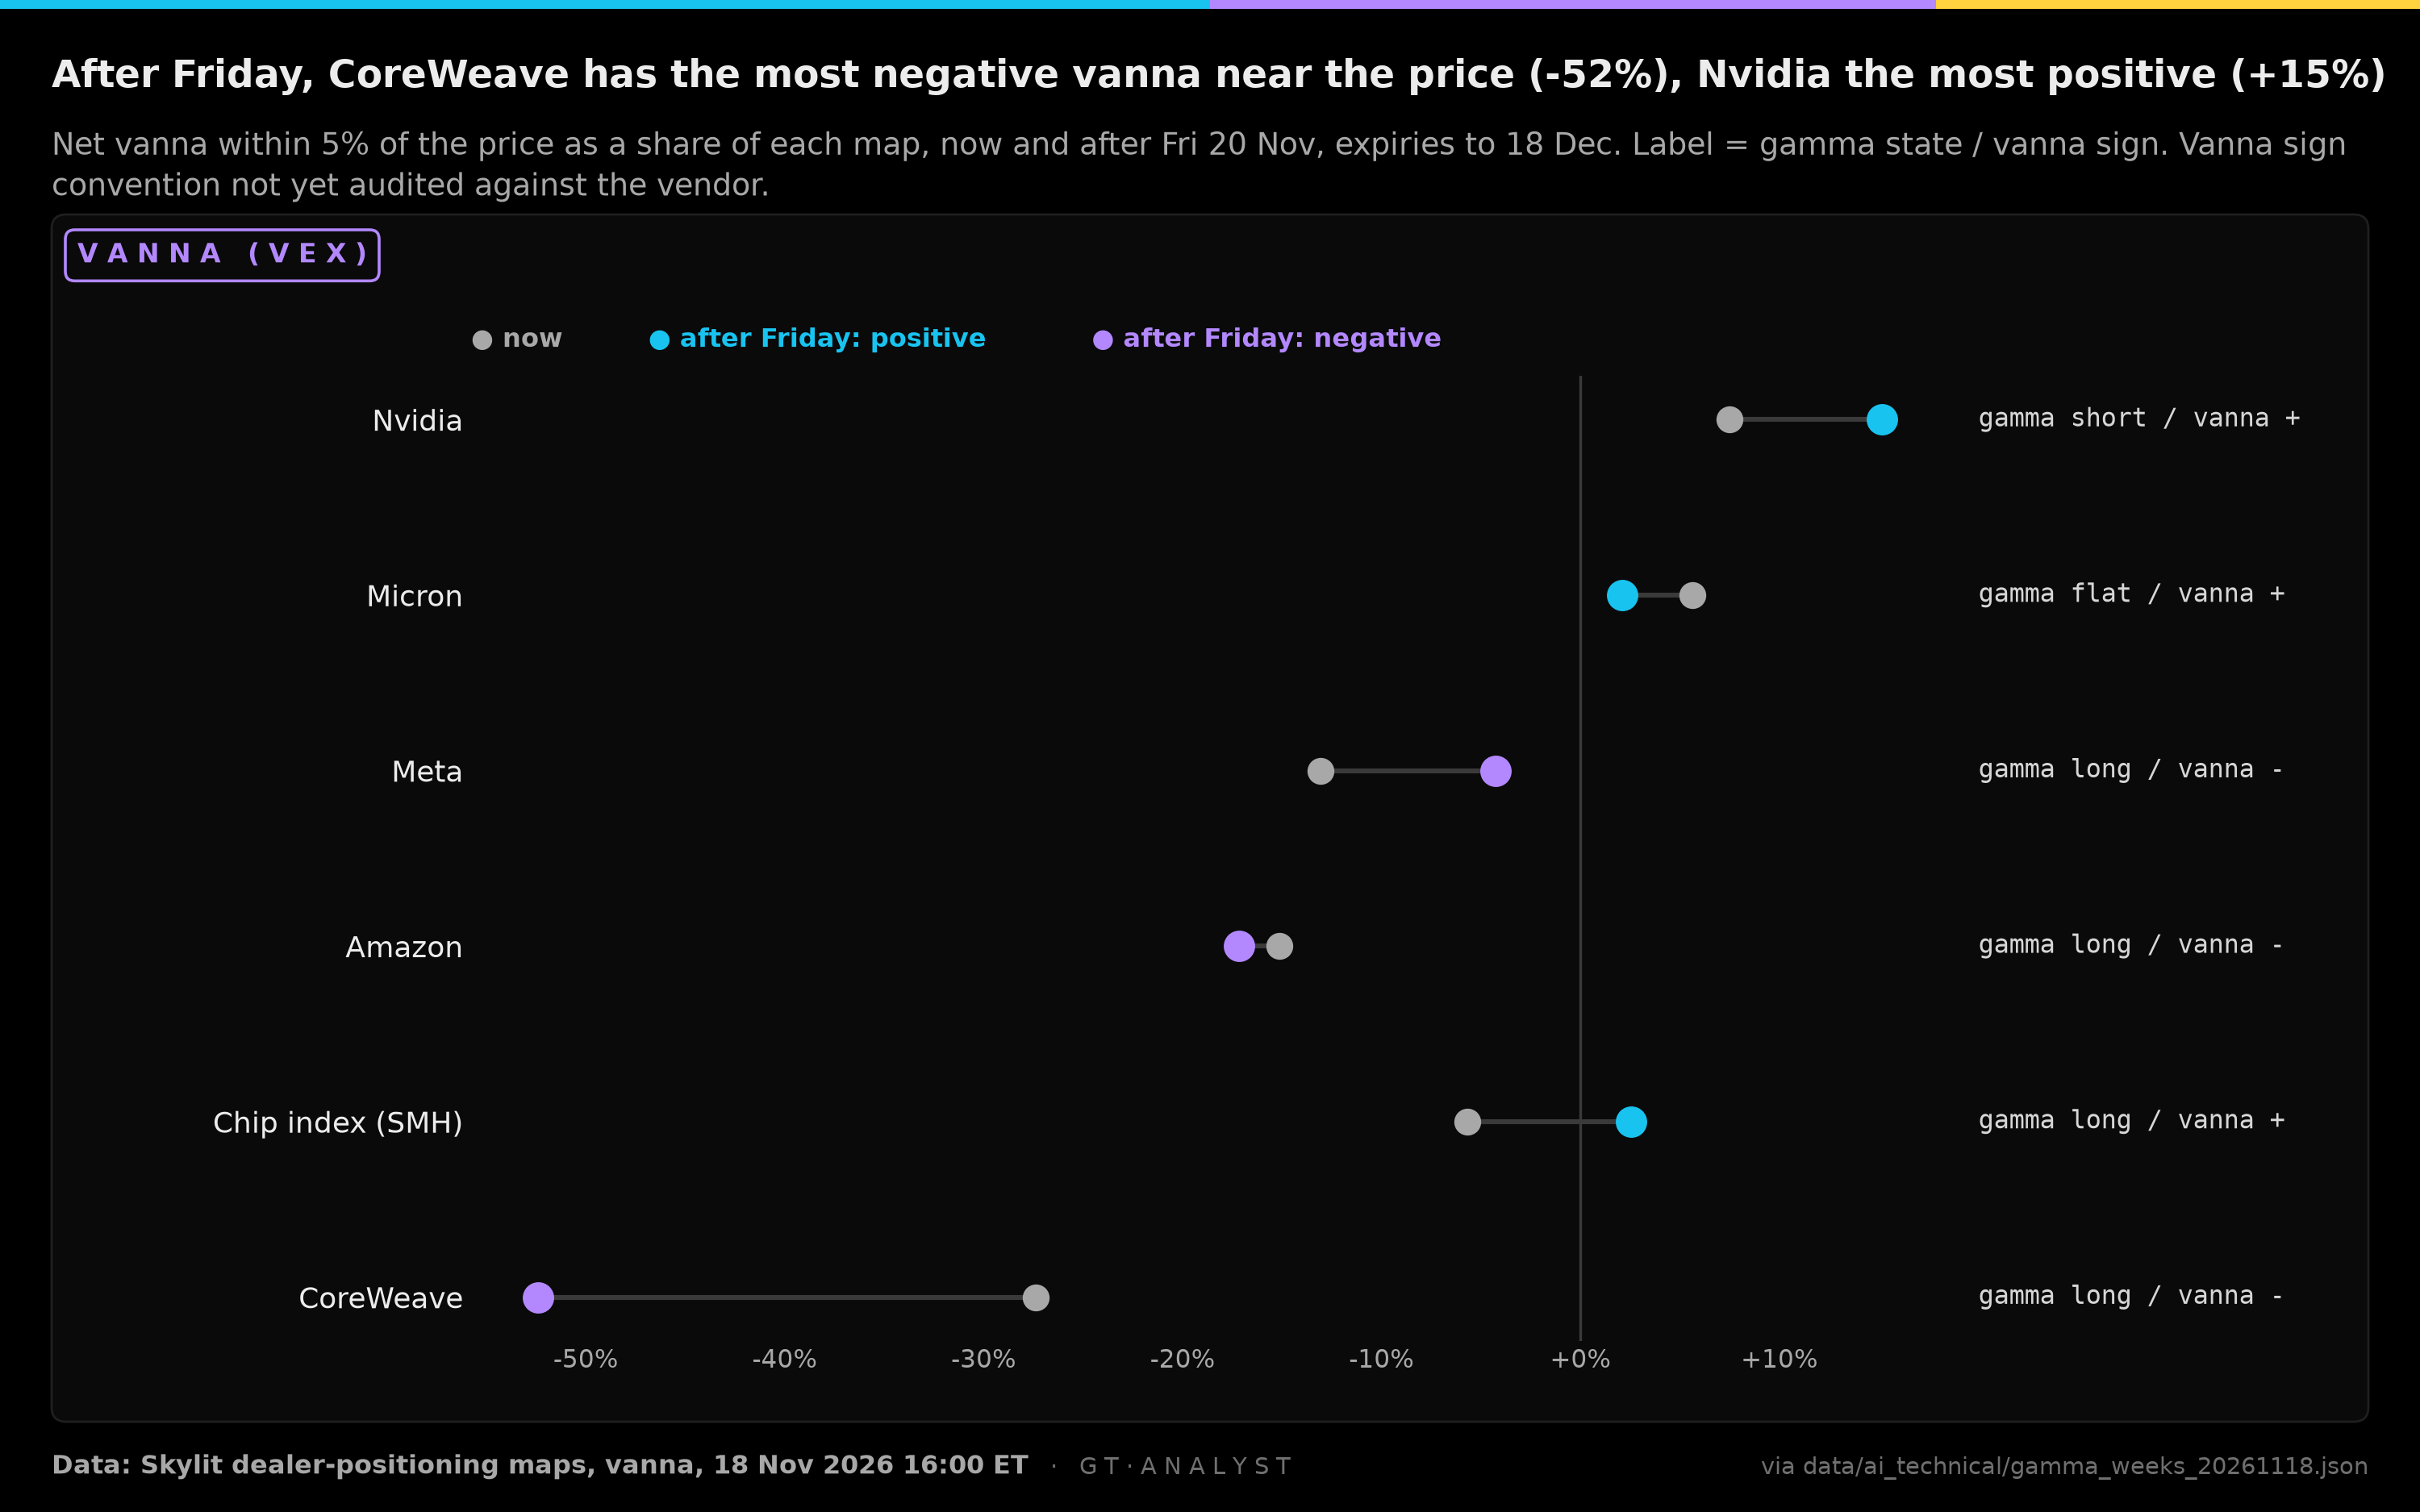 After Friday, CoreWeave has the most negative vanna near the price (-52%), Nvidia the most positive (+15%)
Net vanna within 5% of the price as a share of each map, now and after Fri 20 Nov, expiries to 18 Dec. Label = gamma state / vanna sign. Vanna sign
convention not yet audited against the vendor.
VANNA (VEX)
now after Friday: positive after Friday: negative
Nvidia gamma short / vanna +
Micron gamma flat / vanna +
Meta gamma long / vanna -
Amazon gamma long / vanna -
Chip index (SMH) gamma long / vanna +
CoreWeave gamma long / vanna -
-50% -40% -30% -20% -10% +0% +10%
Data: Skylit dealer-positioning maps, vanna, 18 Nov 2026 16:00 ET · GT·ANALYST via data/ai_technical/gamma_weeks_20261118.json